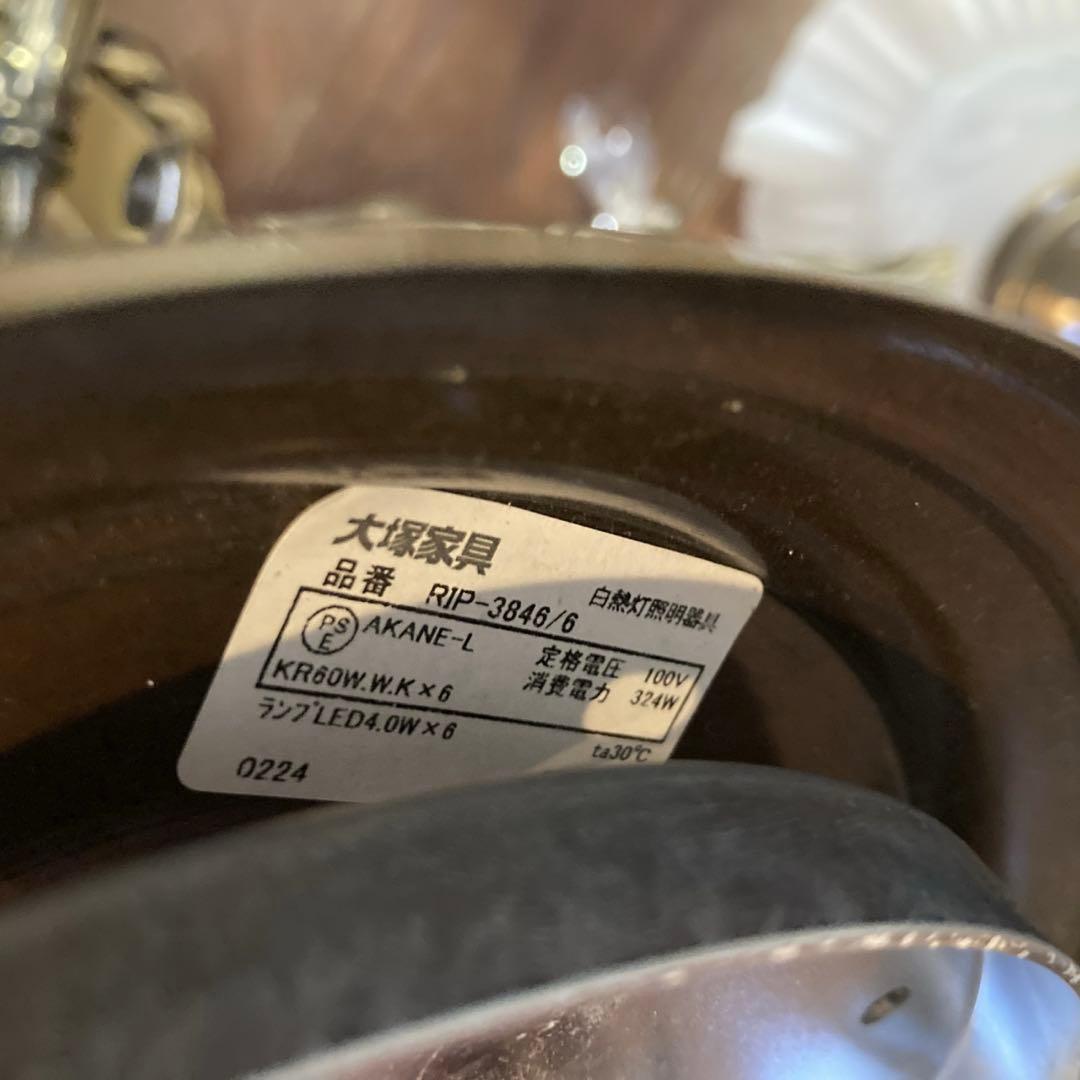 大塚家具
品番 RIP-3846/6 白熱灯照明器具
PSE AKANE-L 定格電圧 100V
KR60W.W.K×6 消費電力 324W
ランプLED4.0W×6
ta30℃
0224